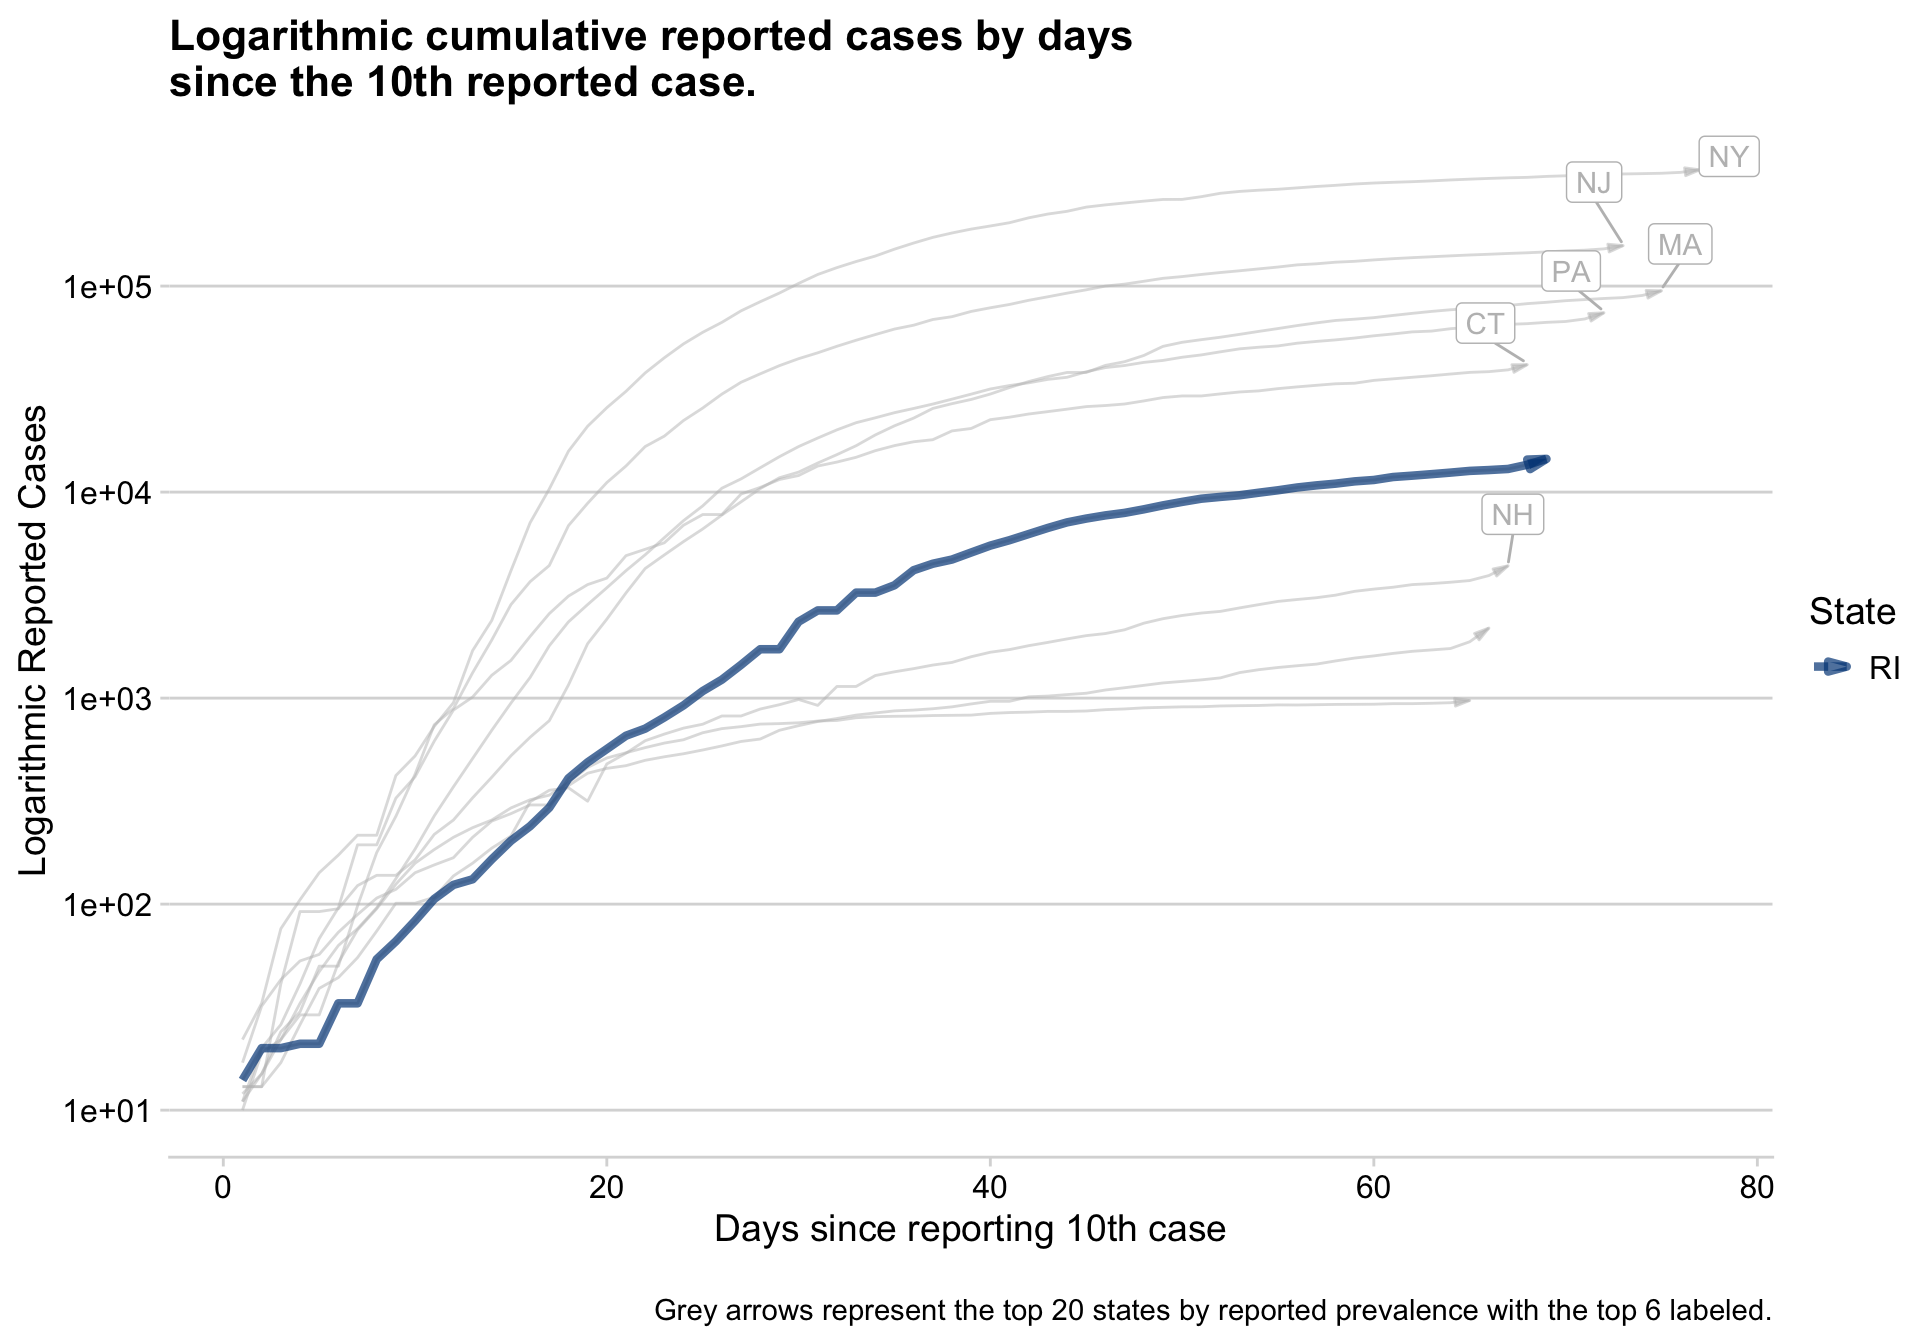 Logarithmic cumulative reported cases by days
since the 10th reported case.
NY
NJ
MA
PA
CT
NH
1e+05
1e+04
1e+03
1e+02
1e+01
Logarithmic Reported Cases
State
RI
0
20
40
60
80
Days since reporting 10th case
Grey arrows represent the top 20 states by reported prevalence with the top 6 labeled.